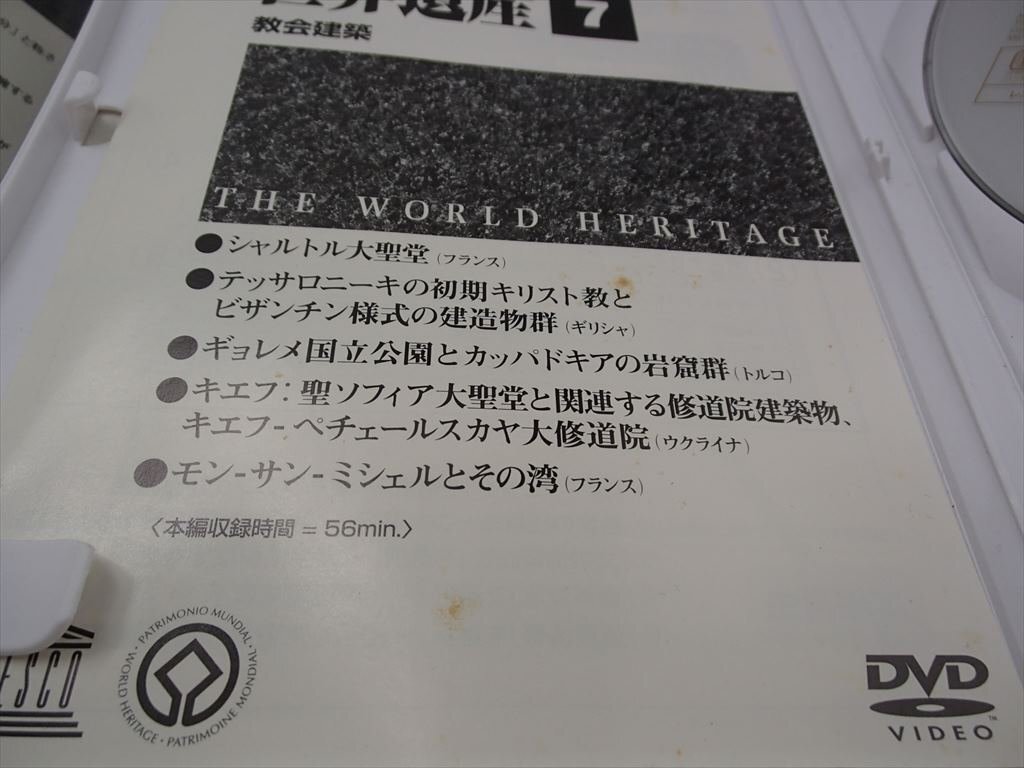 世界遺産 7
教会建築
THE WORLD HERITAGE
●シャルトル大聖堂(フランス)
●テッサロニーキの初期キリスト教と
ビザンチン様式の建造物群(ギリシャ)
●ギョレメ国立公園とカッパドキアの岩窟群(トルコ)
●キエフ:聖ソフィア大聖堂と関連する修道院建築物、
キエフ-ペチェールスカヤ大修道院(ウクライナ)
●モン-サン-ミシェルとその湾(フランス)
〈本編収録時間 = 56min.〉
ESCO
WORLD HERITAGE • PATRIMONIO MUNDIAL • PATRIMOINE MONDIAL •
DVD
VIDEO
TM